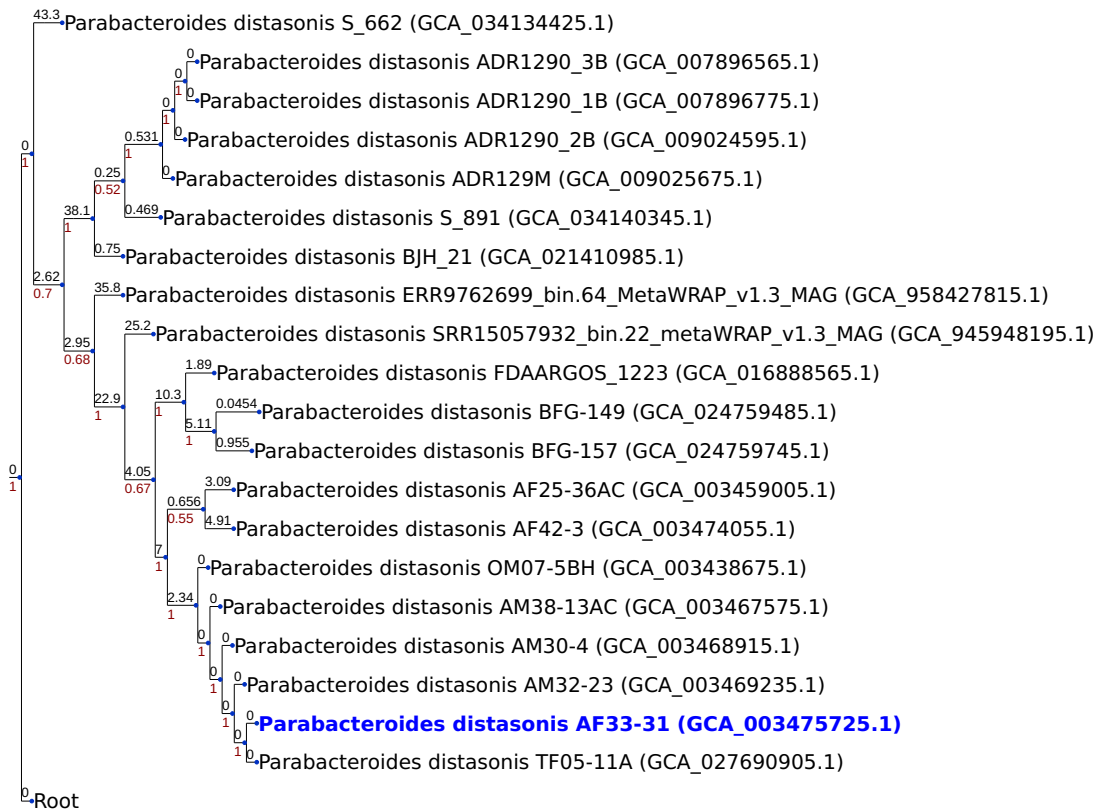 43.3 Parabacteroides distasonis S_662 (GCA_034134425.1)
0 Parabacteroides distasonis ADR1290_3B (GCA_007896565.1)
0
1 0 Parabacteroides distasonis ADR1290_1B (GCA_007896775.1)
0
1 0 Parabacteroides distasonis ADR1290_2B (GCA_009024595.1)
0.531
1
0
1
0 Parabacteroides distasonis ADR129M (GCA_009025675.1)
0.25
0.52
0.469 Parabacteroides distasonis S_891 (GCA_034140345.1)
38.1
1
0.75 Parabacteroides distasonis BJH_21 (GCA_021410985.1)
2.62
0.7
35.8 Parabacteroides distasonis ERR9762699_bin.64_MetaWRAP_v1.3_MAG (GCA_958427815.1)
25.2 Parabacteroides distasonis SRR15057932_bin.22_metaWRAP_v1.3_MAG (GCA_945948195.1)
2.95
0.68
1.89 Parabacteroides distasonis FDAARGOS_1223 (GCA_016888565.1)
22.9
1
10.3
1
0.0454 Parabacteroides distasonis BFG-149 (GCA_024759485.1)
5.11
1
0.955 Parabacteroides distasonis BFG-157 (GCA_024759745.1)
0
1
4.05
0.67
3.09 Parabacteroides distasonis AF25-36AC (GCA_003459005.1)
0.656
0.55
4.91 Parabacteroides distasonis AF42-3 (GCA_003474055.1)
7
1
0 Parabacteroides distasonis OM07-5BH (GCA_003438675.1)
2.34
1
0 Parabacteroides distasonis AM38-13AC (GCA_003467575.1)
0
1
0 Parabacteroides distasonis AM30-4 (GCA_003468915.1)
0
1
0 Parabacteroides distasonis AM32-23 (GCA_003469235.1)
0
1
0 Parabacteroides distasonis AF33-31 (GCA_003475725.1)
0
1
0 Parabacteroides distasonis TF05-11A (GCA_027690905.1)
0 Root